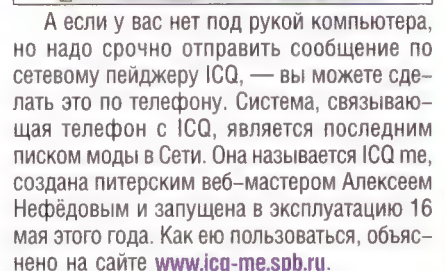 А если у вас нет под рукой компьютера,
но надо срочно отправить сообщение по
сетевому пейджеру ICQ, — вы можете сде-
лать это по телефону. Система, связываю-
щая телефон с ICQ, является последним
писком моды в Сети. Она называется ICQ me,
создана питерским веб-мастером Алексеем
Нефёдовым и запущена в эксплуатацию 16
мая этого года. Как ею пользоваться, объяс-
нено на сайте www.icq-me.spb.ru.